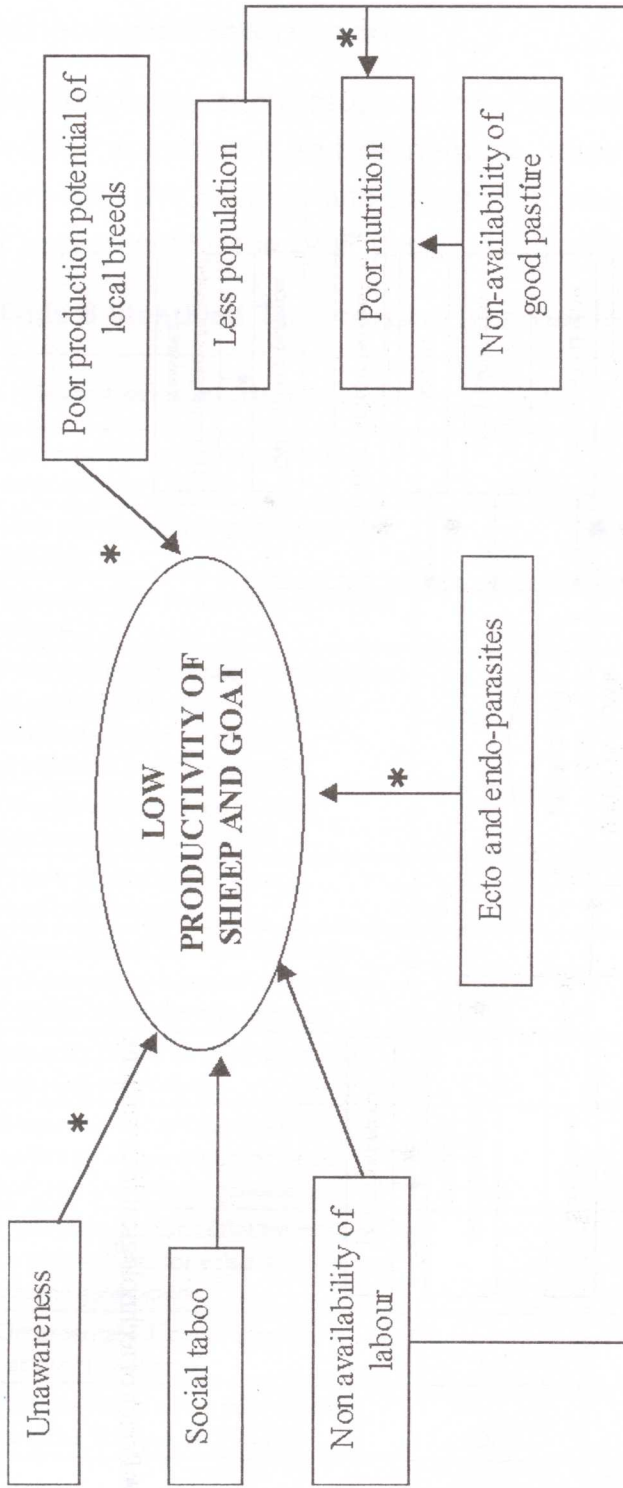 Unawareness
Social taboo
Non availability of
labour
LOW
PRODUCTIVITY OF
SHEEP AND GOAT
*
*
*
*
Ecto and endo-parasites
Poor production potential of
local breeds
Less population
Poor nutrition
Non-availability of
good pasture